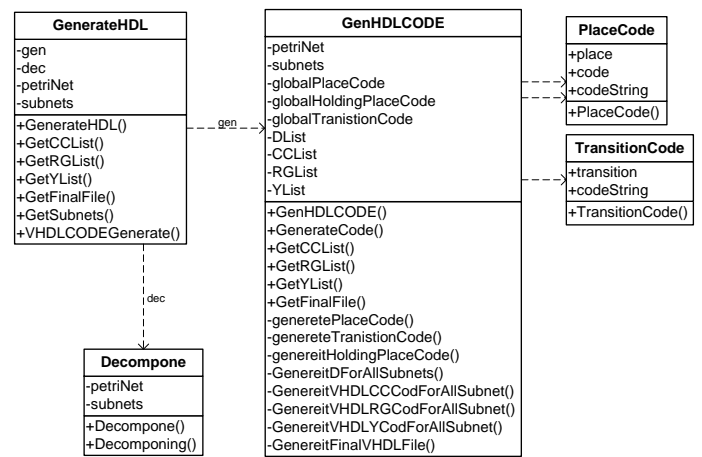 GenerateHDL
-gen
-dec
-petriNet
-subnets
+GenerateHDL()
+GetCCList()
+GetRGList()
+GetYList()
+GetFinalFile()
+GetSubnets()
+VHDLCODEGenerate()
gen
dec
Decompone
-petriNet
-subnets
+Decompone()
+Decomponing()
GenHDLCODE
-petriNet
-subnets
-globalPlaceCode
-globalHoldingPlaceCode
-globalTranistionCode
-DList
-CCList
-RGList
-YList
+GenHDLCODE()
+GenerateCode()
+GetCCList()
+GetRGList()
+GetYList()
+GetFinalFile()
-generetePlaceCode()
-genereteTranistionCode()
-genereitHoldingPlaceCode()
-GenereitDForAllSubnets()
-GenereitVHDLCCCodForAllSubnet()
-GenereitVHDLRGCodForAllSubnet()
-GenereitVHDLYCodForAllSubnet()
-GenereitFinalVHDLFile()
PlaceCode
+place
+code
+codeString
+PlaceCode()
TransitionCode
+transition
+codeString
+TransitionCode()